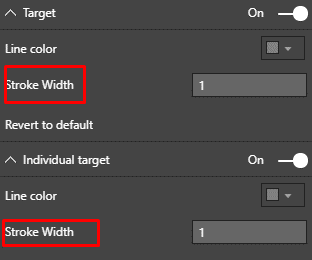 Target On
Line color
Stroke Width 1
Revert to default
Individual target On
Line color
Stroke Width 1